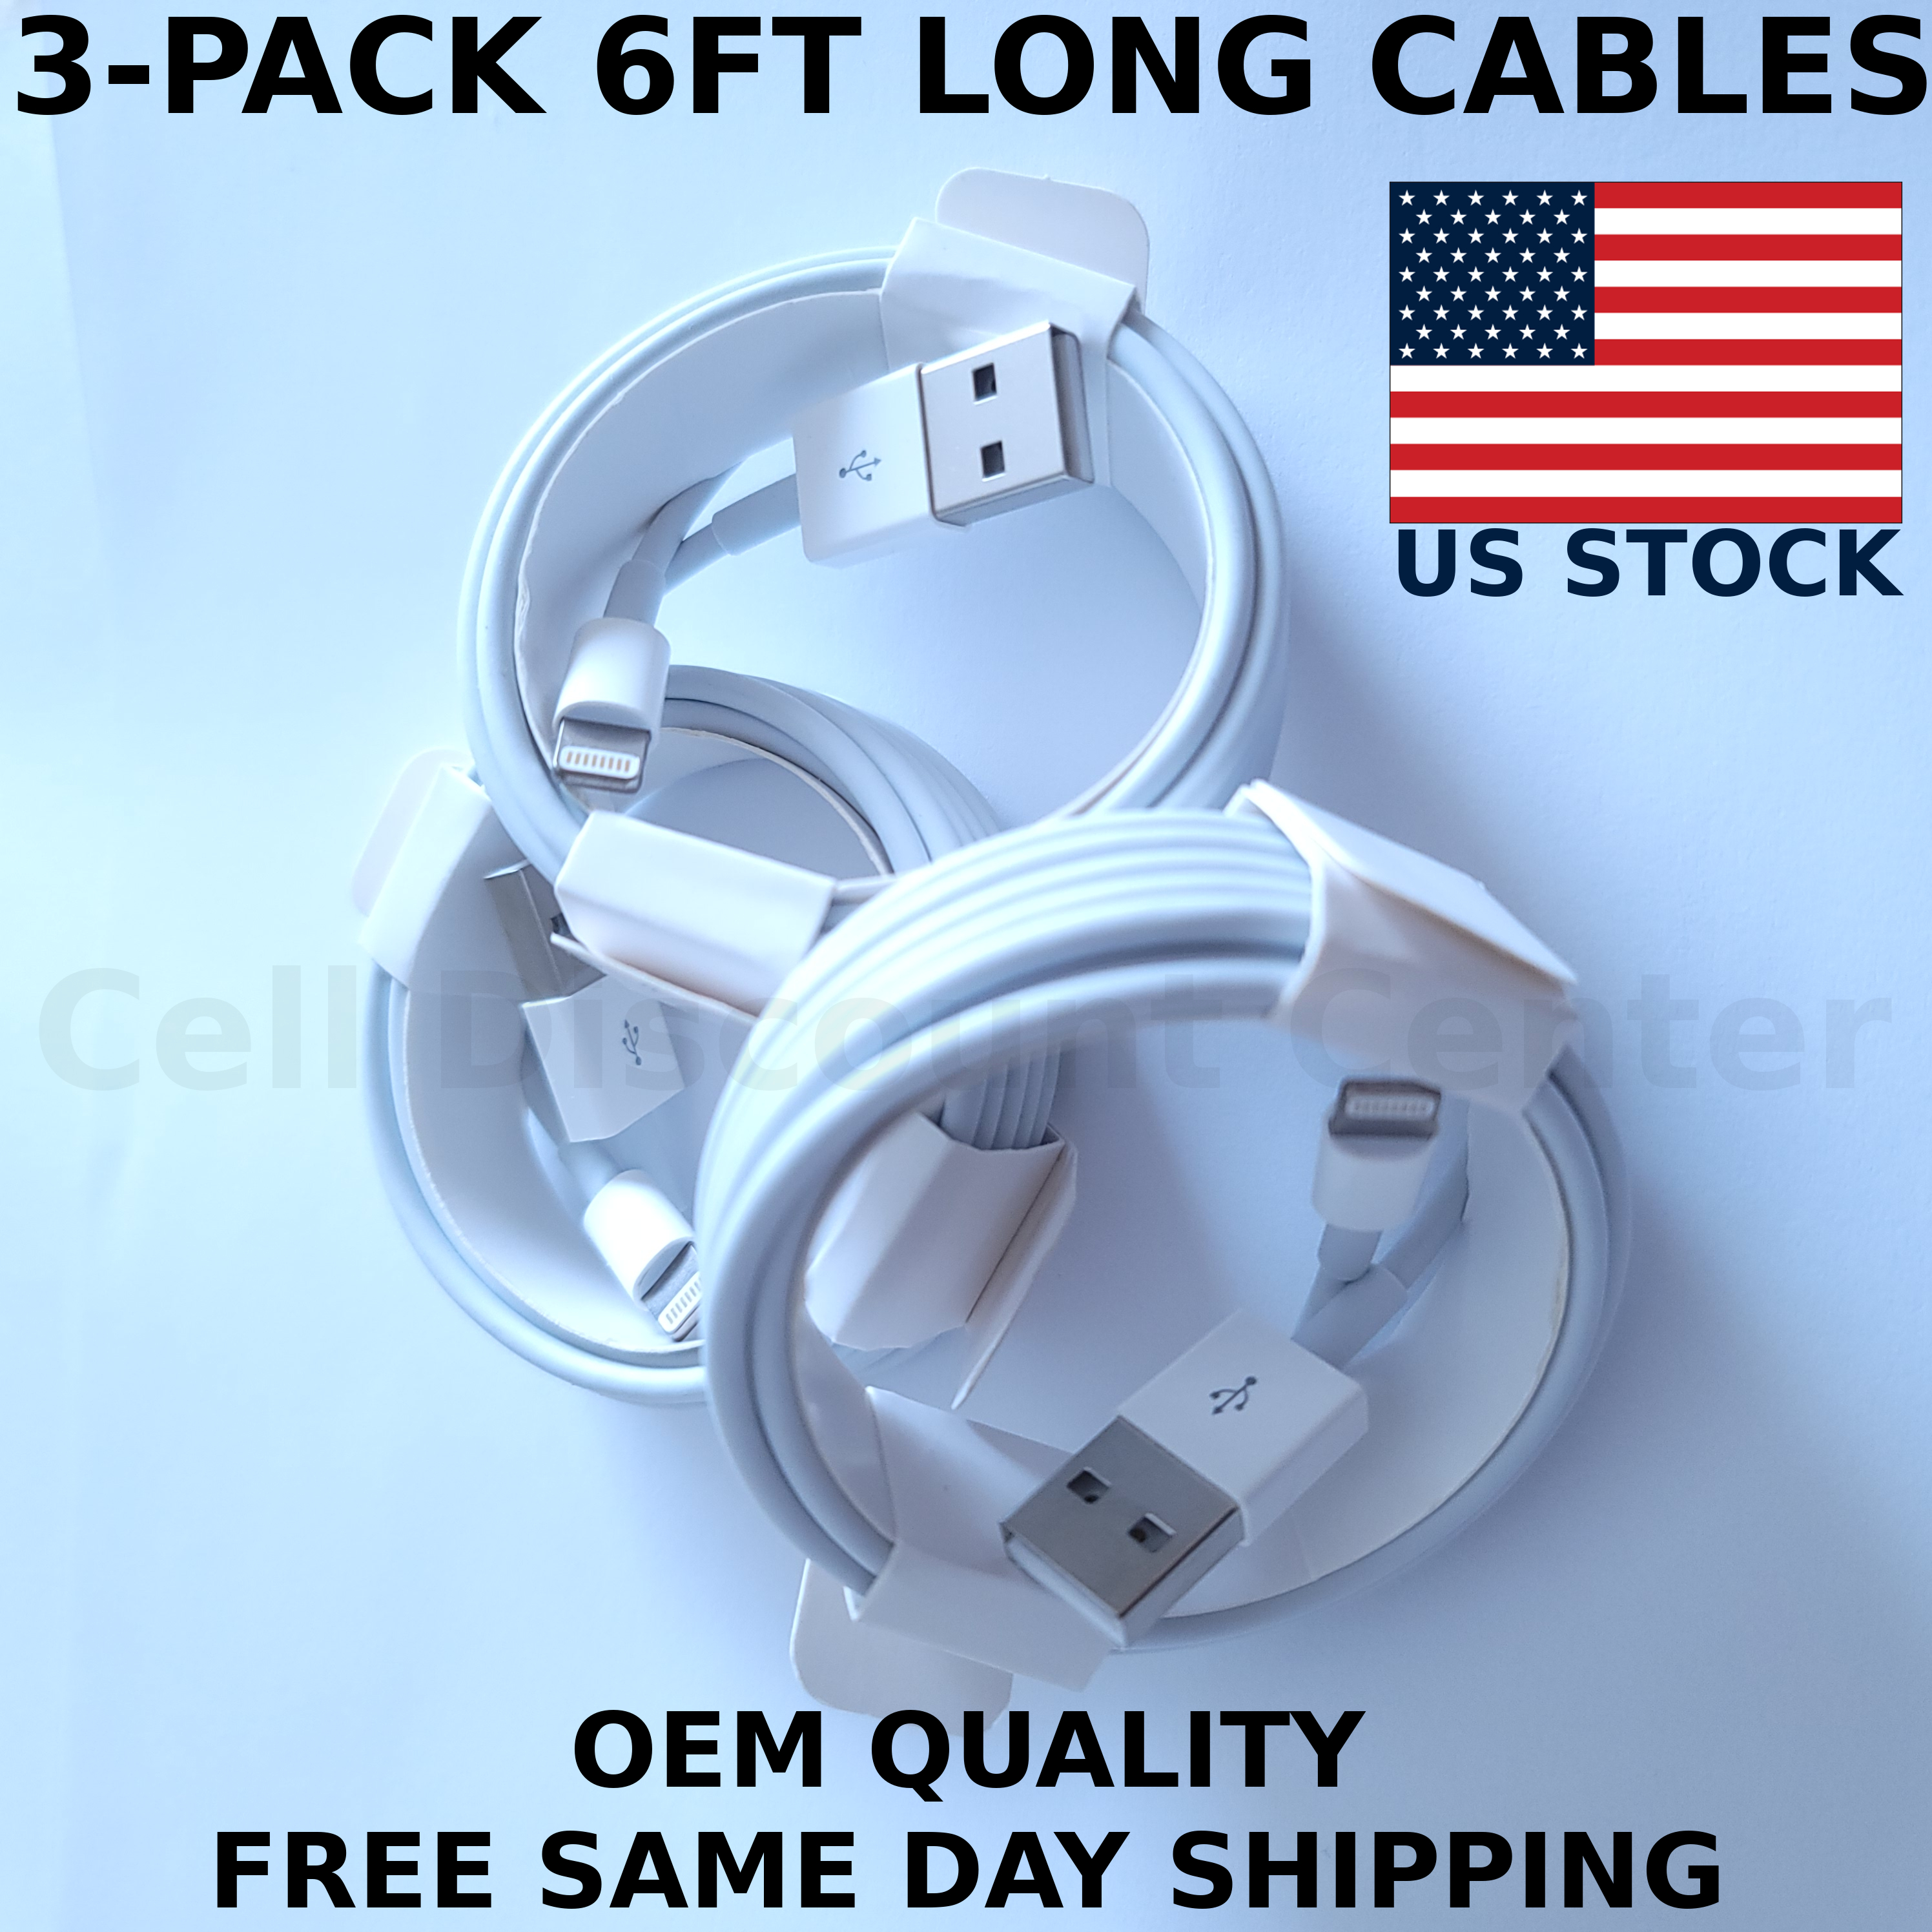 3-PACK 6FT LONG CABLES
US STOCK
Cell Discount Center
OEM QUALITY
FREE SAME DAY SHIPPING